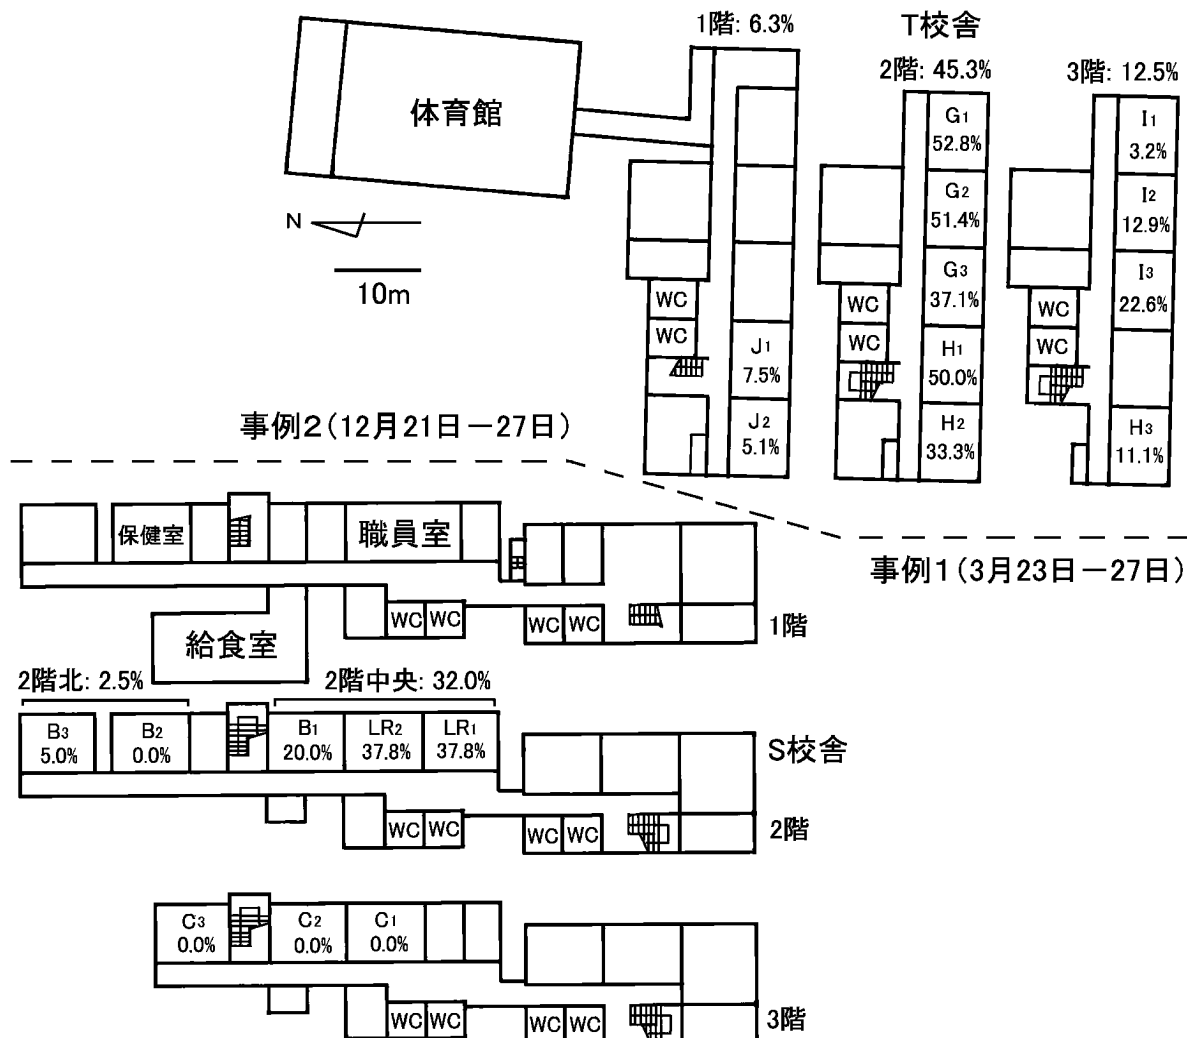 T校舎
1階: 6.3%
2階: 45.3%
3階: 12.5%
体育館
N
10m
WC
WC
J1
7.5%
J2
5.1%
G1
52.8%
G2
51.4%
G3
37.1%
H1
50.0%
H2
33.3%
WC
WC
I1
3.2%
I2
12.9%
I3
22.6%
H3
11.1%
WC
WC
事例2(12月21日－27日)
事例1(3月23日－27日)
保健室
職員室
給食室
WC
WC
WC
WC
1階
2階北: 2.5%
2階中央: 32.0%
B3
5.0%
B2
0.0%
B1
20.0%
LR2
37.8%
LR1
37.8%
S校舎
WC
WC
WC
WC
2階
C3
0.0%
C2
0.0%
C1
0.0%
WC
WC
WC
WC
3階